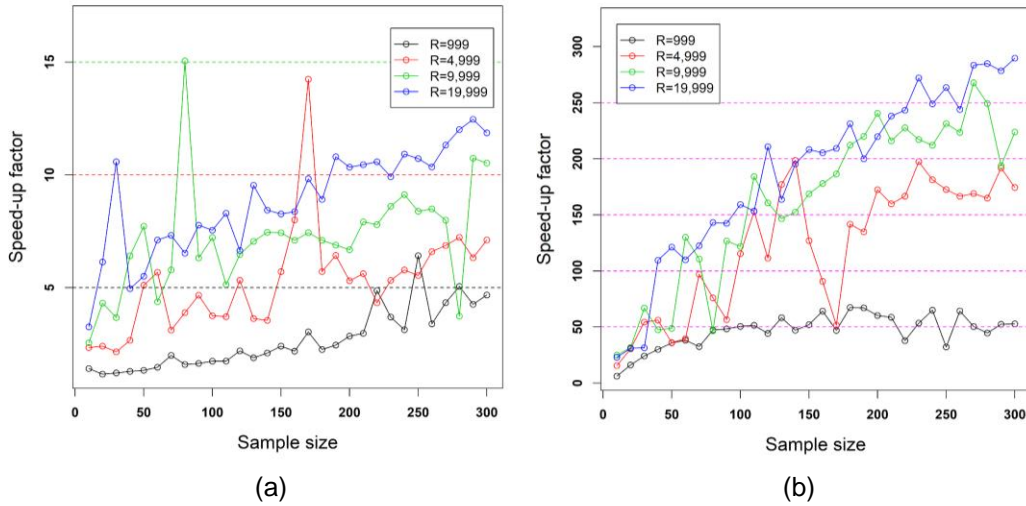 R=999
R=4,999
R=9,999
R=19,999
15
10
5
Speed-up factor
0 50 100 150 200 250 300
Sample size
(a)
R=999
R=4,999
R=9,999
R=19,999
300
250
200
150
100
50
0
Speed-up factor
0 50 100 150 200 250 300
Sample size
(b)